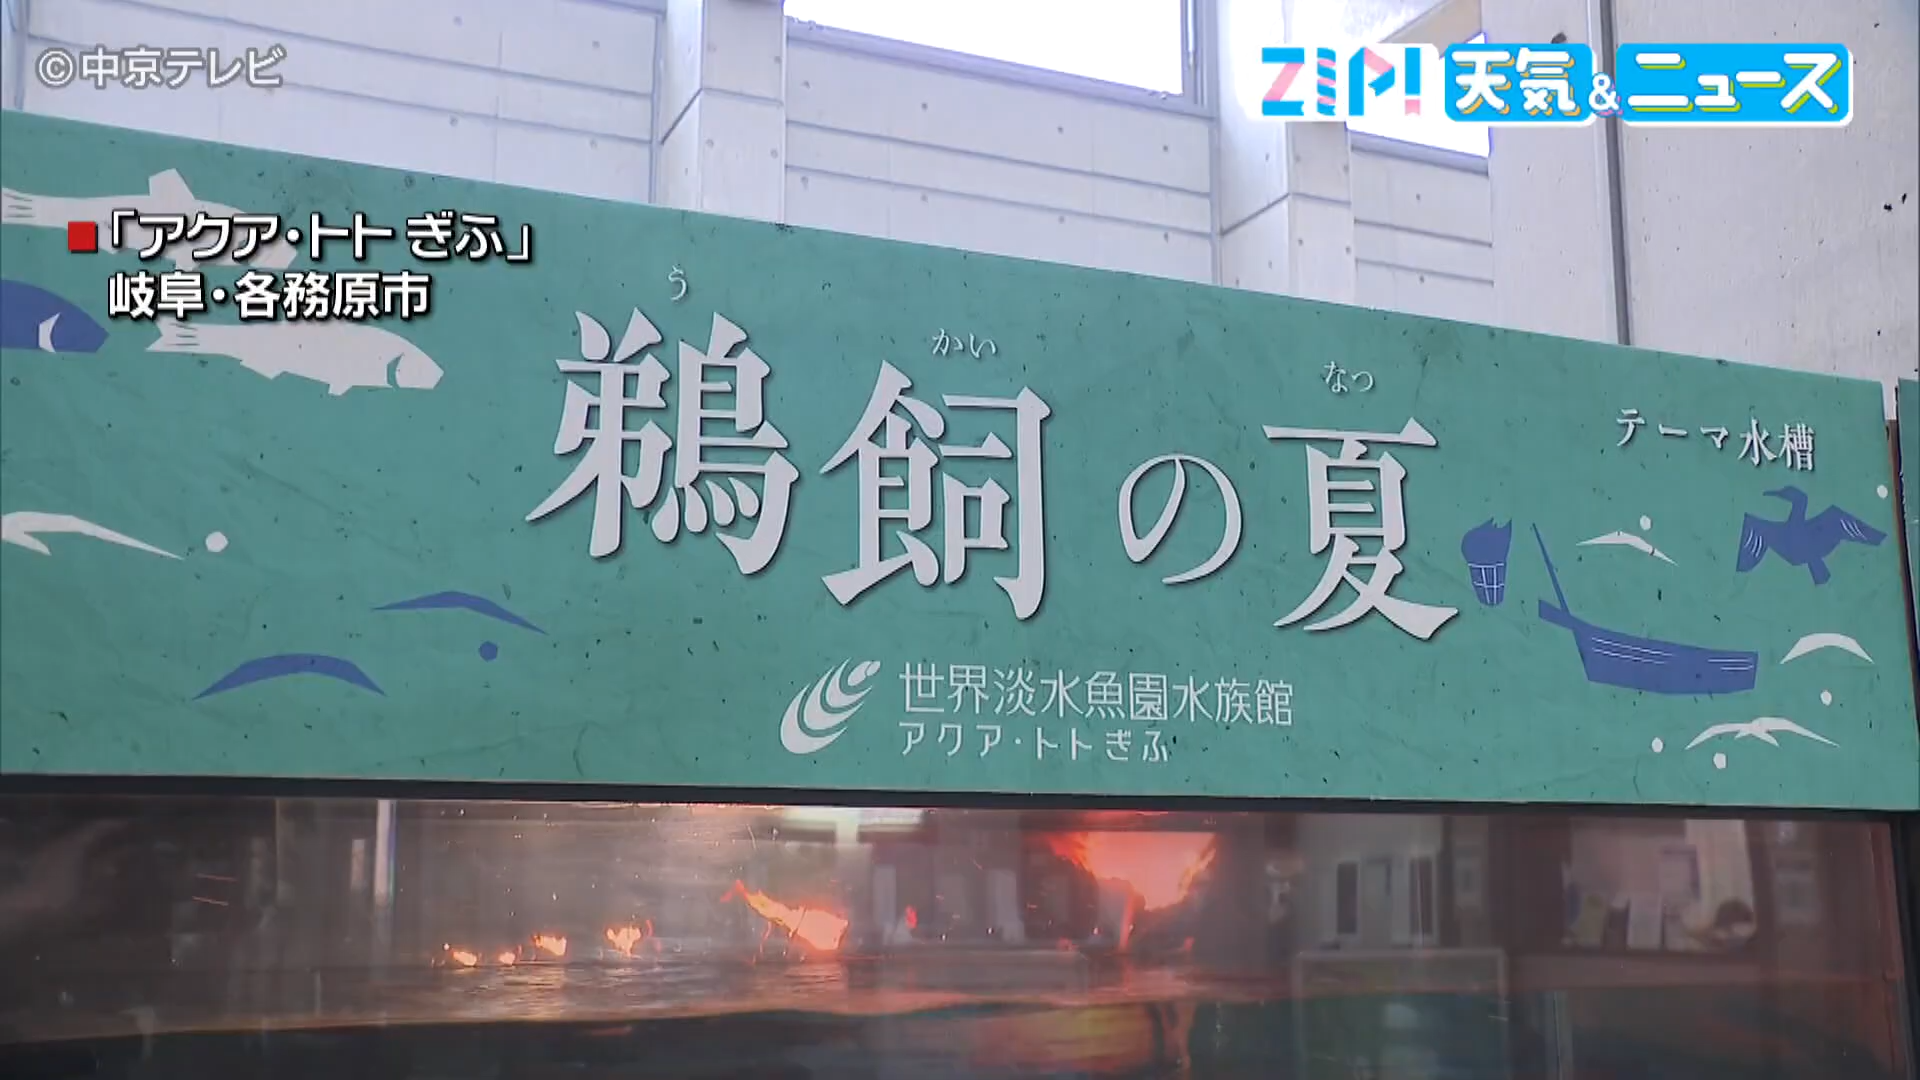 ©中京テレビ
ZIP! 天気&ニュース
「アクア・トト ぎふ」
岐阜・各務原市
う かい なつ
鵜飼の夏
テーマ水槽
世界淡水魚園水族館
アクア・トト ぎふ